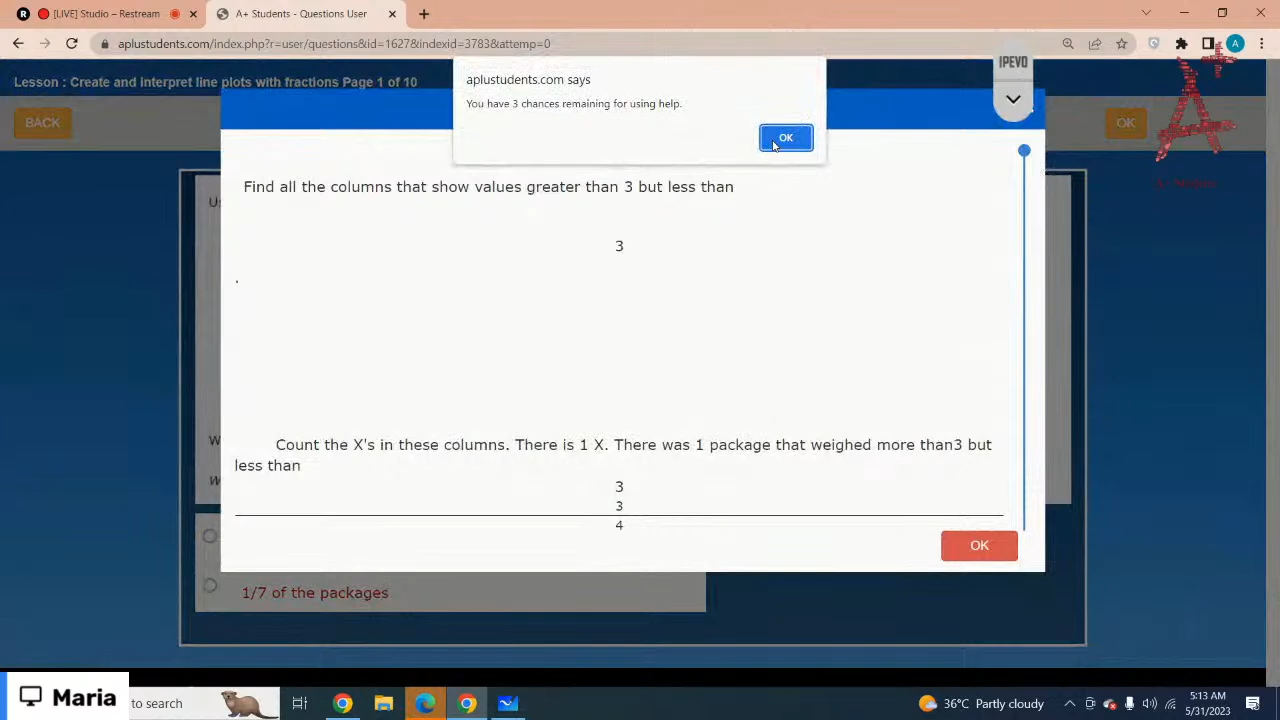 [LIVE] Studio – Restream
A+ Students - Questions User
aplustudents.com/index.php?r=user/questions&id=1627&indexid=3783&attemp=0
A
Lesson : Create and interpret line plots with fractions Page 1 of 10
BACK
OK
IPEVO
aplustudents.com says
You have 3 chances remaining for using help.
OK
Find all the columns that show values greater than 3 but less than
3
.
Count the X's in these columns. There is 1 X. There was 1 package that weighed more than3 but
less than
3
3
4
OK
1/7 of the packages
Maria
to search
36°C Partly cloudy
5:13 AM
5/31/2023